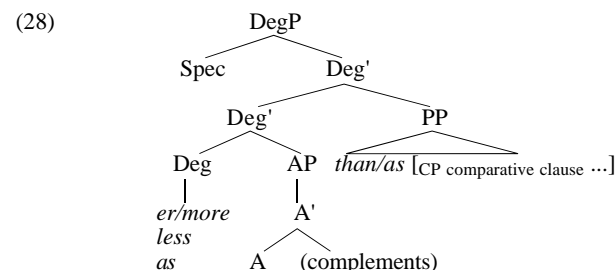 (28) DegP
Spec Deg'
Deg' PP
Deg AP than/as [CP comparative clause ...]
er/more A'
less
as A (complements)